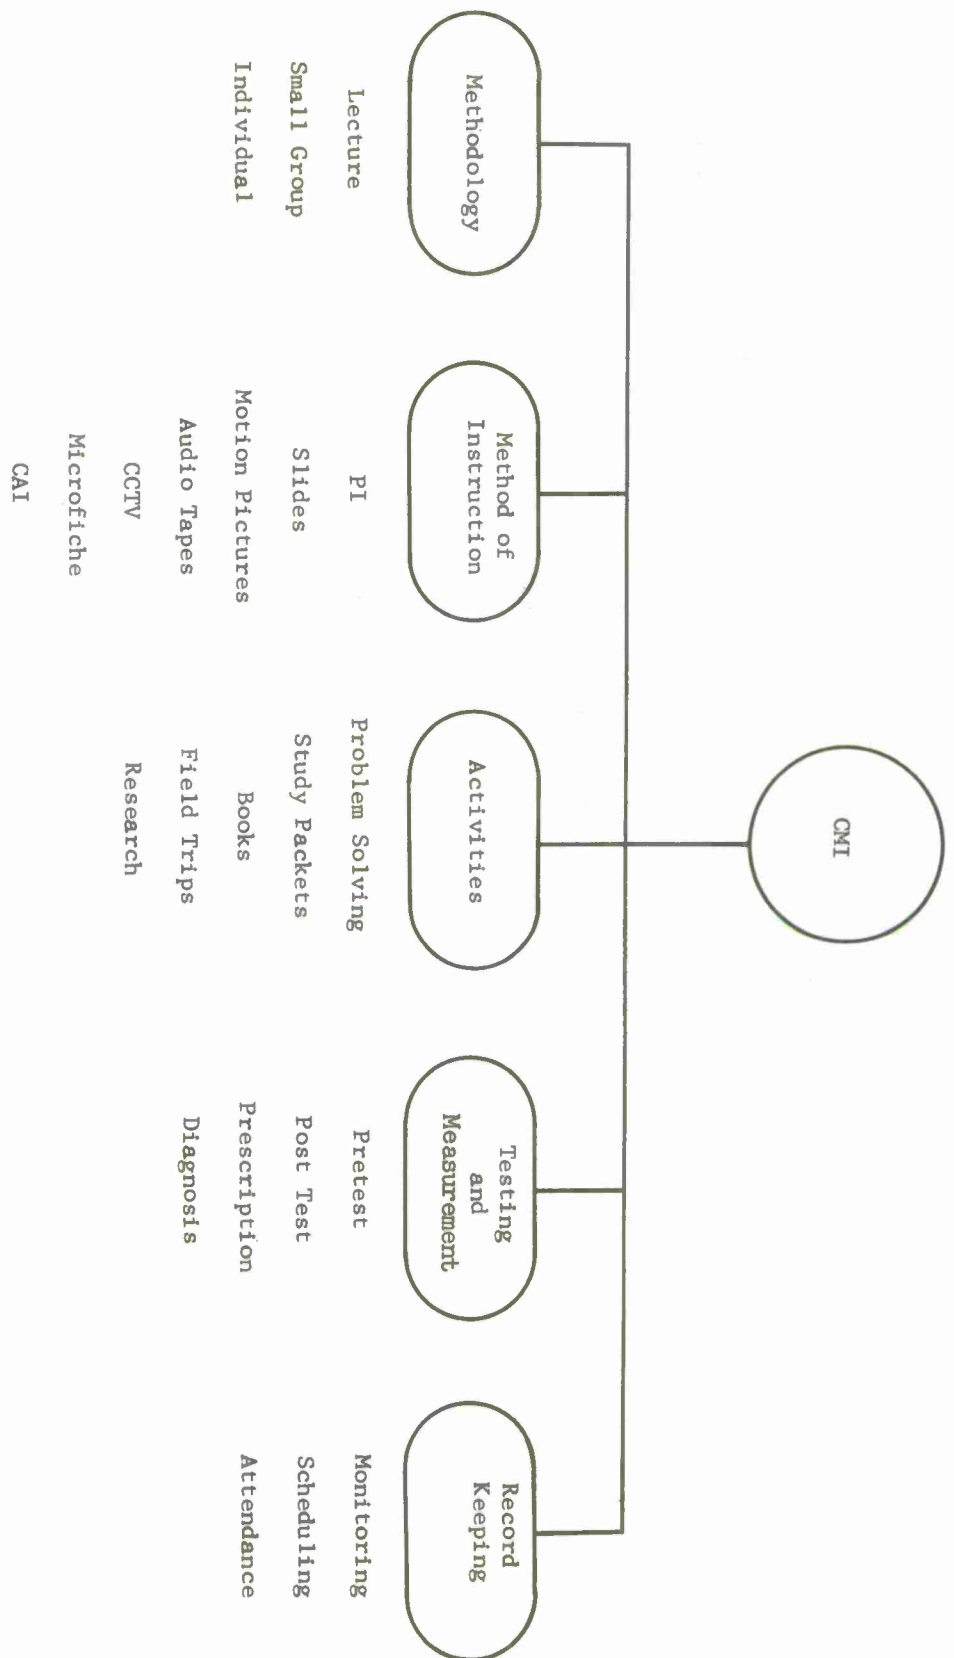 CMI
Methodology
Lecture
Small Group
Individual
Method of
Instruction
PI
Slides
Motion Pictures
Audio Tapes
CCTV
Microfiche
CAI
Activities
Problem Solving
Study Packets
Books
Field Trips
Research
Testing
and
Measurement
Pretest
Post Test
Prescription
Diagnosis
Record
Keeping
Monitoring
Scheduling
Attendance